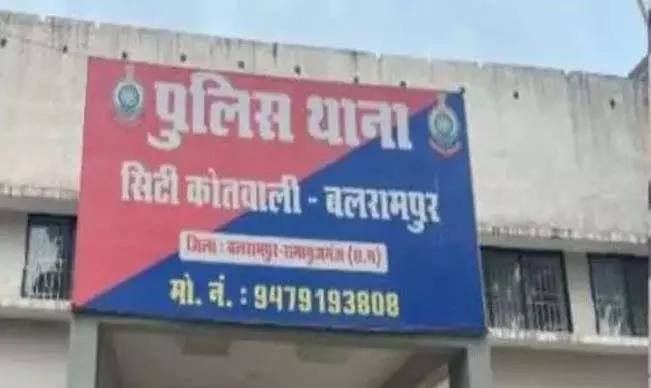 पुलिस थाना
सिटी कोतवाली - बलरामपुर
जिला : बलरामपुर-रामानुजगंज (छ.ग)
मो. नं. : 9479193808